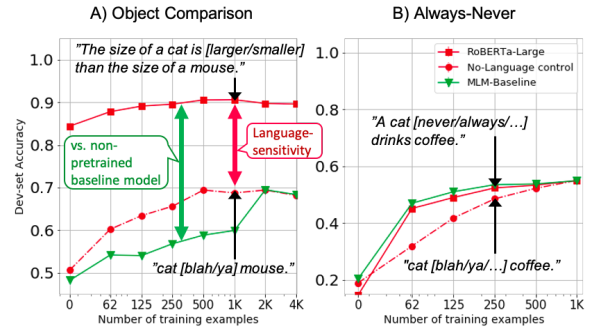 A) Object Comparison
B) Always-Never
"The size of a cat is [larger/smaller]
than the size of a mouse."
RoBERTa-Large
No-Language control
MLM-Baseline
Dev-set Accuracy
1.0
0.9
0.8
0.7
0.6
0.5
vs. non-
pretrained
baseline model
Language-
sensitivity
"cat [blah/ya] mouse."
0 62 125 250 500 1K 2K 4K
Number of training examples
1.0
0.8
0.6
0.4
0.2
"A cat [never/always/...]
drinks coffee."
"cat [blah/ya/...] coffee."
0 62 125 250 500 1K
Number of training examples